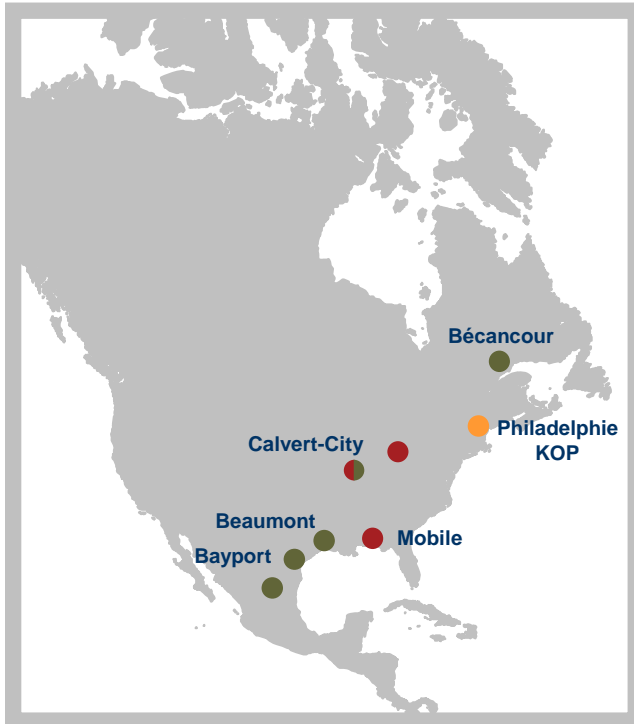 Bécancour
Philadelphie
KOP
Calvert-City
Beaumont
Mobile
Bayport